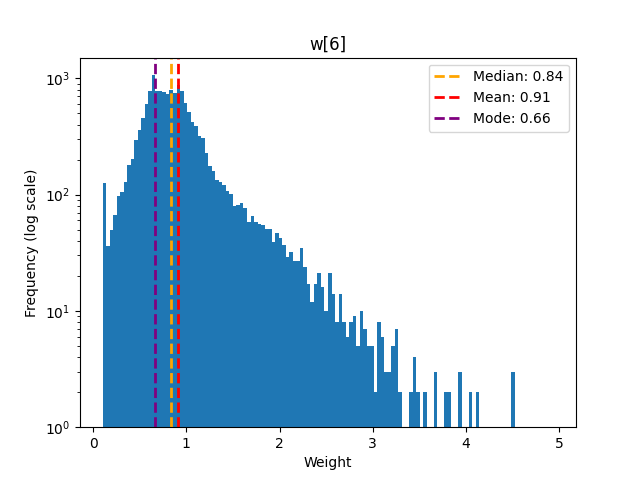 w[6]
Median: 0.84
Mean: 0.91
Mode: 0.66
Frequency (log scale)
10³
10²
10¹
10⁰
0 1 2 3 4 5
Weight